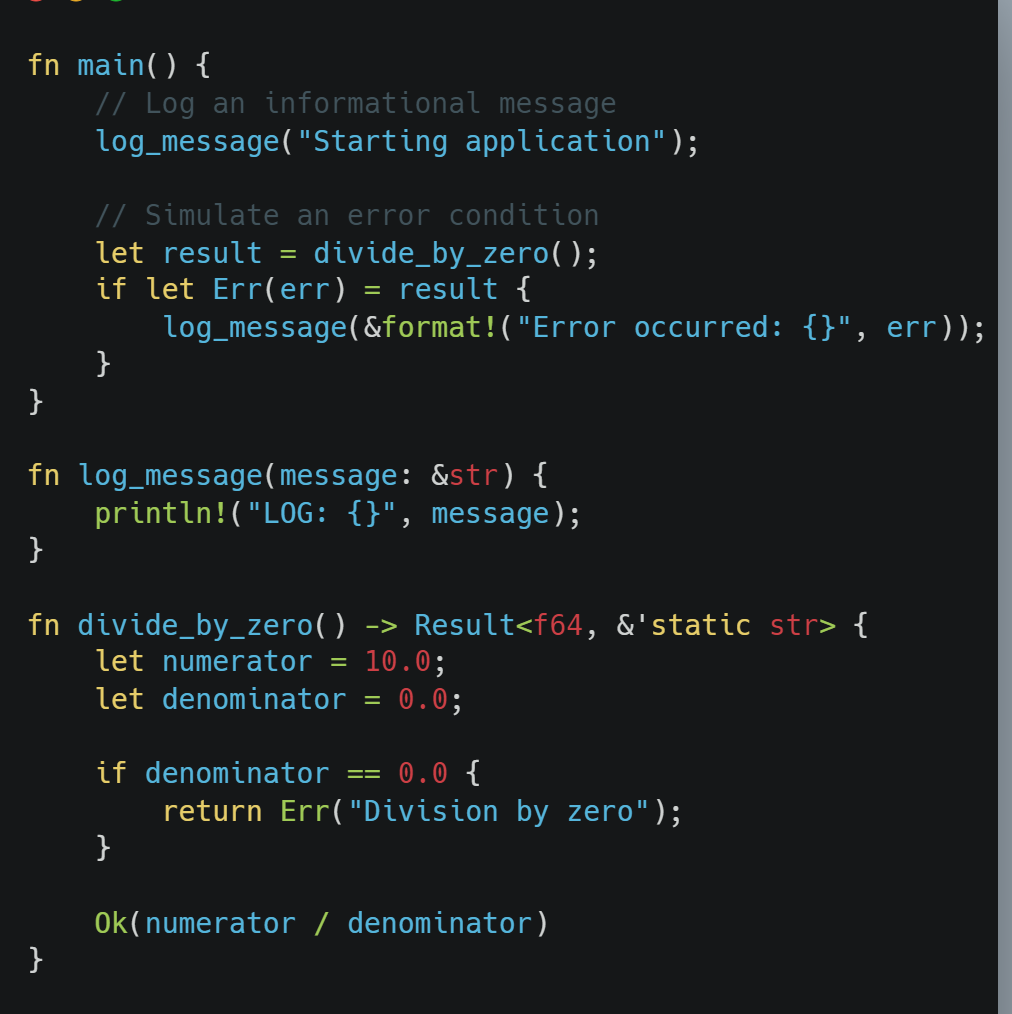 fn main() {
    // Log an informational message
    log_message("Starting application");

    // Simulate an error condition
    let result = divide_by_zero();
    if let Err(err) = result {
        log_message(&format!("Error occurred: {}", err));
    }
}

fn log_message(message: &str) {
    println!("LOG: {}", message);
}

fn divide_by_zero() -> Result<f64, &'static str> {
    let numerator = 10.0;
    let denominator = 0.0;

    if denominator == 0.0 {
        return Err("Division by zero");
    }

    Ok(numerator / denominator)
}